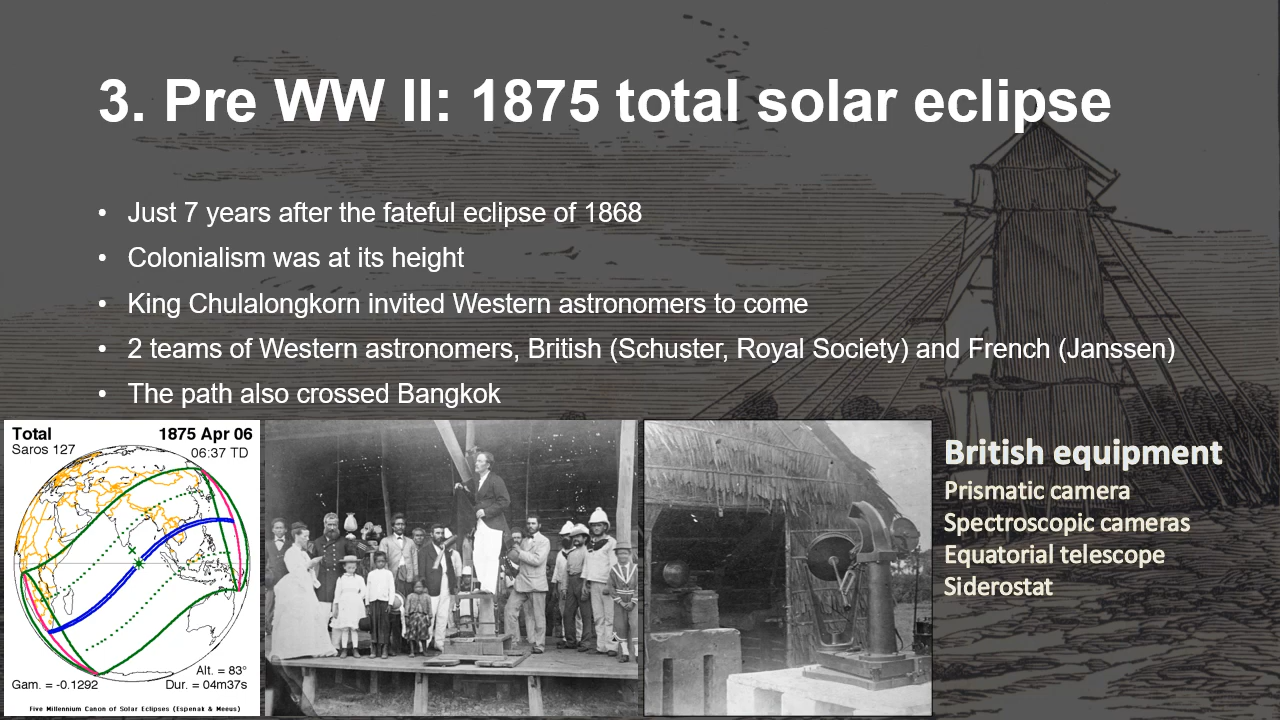 3. Pre WW II: 1875 total solar eclipse
• Just 7 years after the fateful eclipse of 1868
• Colonialism was at its height
• King Chulalongkorn invited Western astronomers to come
• 2 teams of Western astronomers, British (Schuster, Royal Society) and French (Janssen)
• The path also crossed Bangkok
Total 1875 Apr 06
Saros 127 06:37 TD
Alt. = 83°
Gam. = -0.1292 Dur. = 04m37s
Five Millennium Canon of Solar Eclipses (Espenak & Meeus)
British equipment
Prismatic camera
Spectroscopic cameras
Equatorial telescope
Siderostat